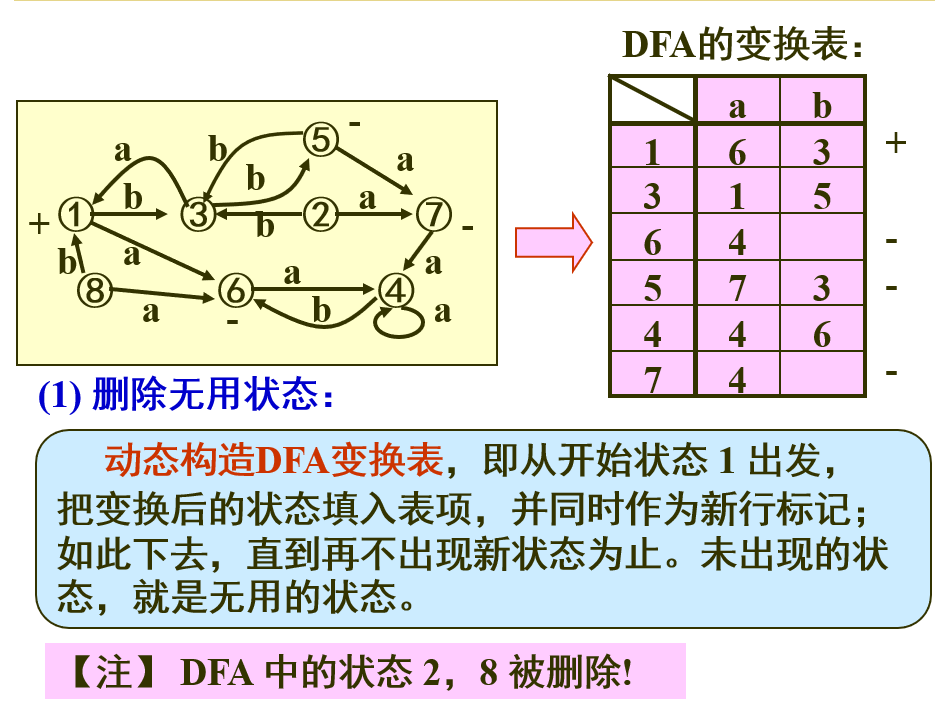 DFA的变换表：
a b
1 6 3 +
3 1 5
6 4 -
5 7 3 -
4 4 6
7 4 -
⑤ -
a b b a
+ ① b ③ b ② a ⑦ -
b a a
⑧ a ⑥ a ④ a
- b
(1) 删除无用状态：
动态构造DFA变换表，即从开始状态 1 出发，
把变换后的状态填入表项，并同时作为新行标记；
如此下去，直到再不出现新状态为止。未出现的状
态，就是无用的状态。
【注】 DFA 中的状态 2，8 被删除!